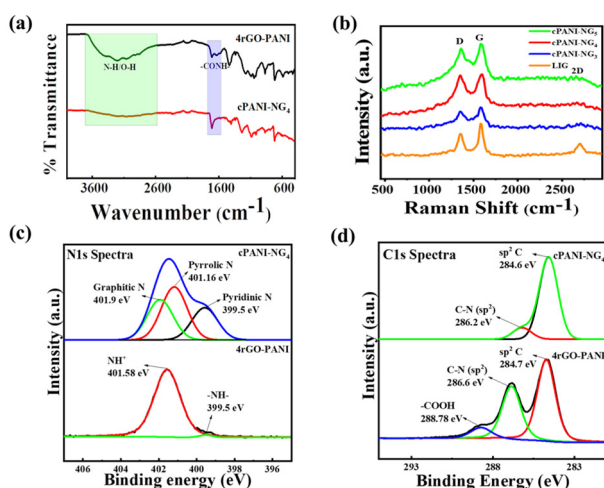 (a)
4rGO-PANI
N-H/O-H
-CONH
cPANI-NG4
% Transmittance
3600 2600 1600 600
Wavenumber (cm-1)
(b)
cPANI-NG5
cPANI-NG4
cPANI-NG3
LIG
D
G
2D
Intensity (a.u.)
500 1000 1500 2000 2500
Raman Shift (cm-1)
(c)
N1s Spectra
cPANI-NG4
Pyrrolic N
401.16 eV
Graphitic N
401.9 eV
Pyridinic N
399.5 eV
4rGO-PANI
NH+
401.58 eV
-NH-
399.5 eV
Intensity (a.u.)
406 404 402 400 398 396
Binding energy (eV)
(d)
C1s Spectra
sp2 C
284.6 eV
cPANI-NG4
C-N (sp2)
286.2 eV
sp2 C
284.7 eV
4rGO-PANI
C-N (sp2)
286.6 eV
-COOH
288.78 eV
Intensity (a.u.)
293 288 283
Binding Energy (eV)